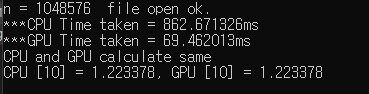 n = 1048576  file open ok.
***CPU Time taken = 862.671326ms
***GPU Time taken = 69.462013ms
CPU and GPU calculate same
CPU [10] = 1.223378, GPU [10] = 1.223378